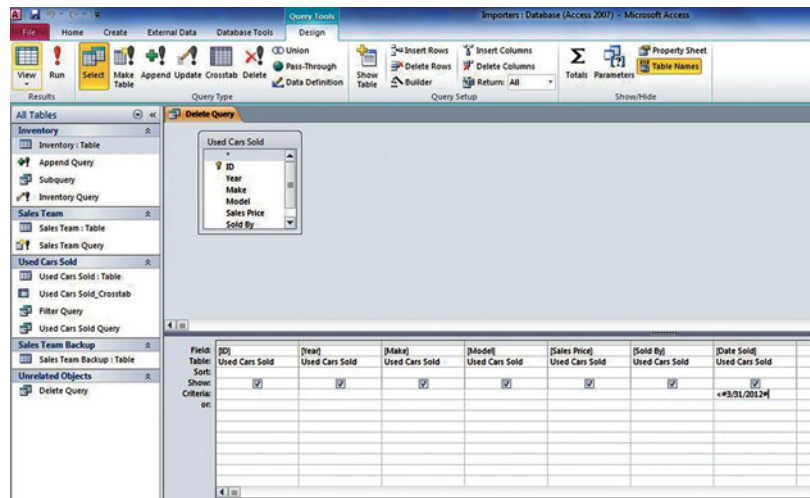 Query Tools
Importers : Database (Access 2007) – Microsoft Access
File Home Create External Data Database Tools Design
View
Run
Select
Make Table
Append
Update
Crosstab
Delete
Union
Pass-Through
Data Definition
Show Table
Insert Rows
Delete Rows
Builder
Insert Columns
Delete Columns
Return: All
Totals
Parameters
Property Sheet
Table Names
Results Query Type Query Setup Show/Hide
All Tables
Inventory
Inventory : Table
Append Query
Subquery
Inventory Query
Sales Team
Sales Team : Table
Sales Team Query
Used Cars Sold
Used Cars Sold : Table
Used Cars Sold_Crosstab
Filter Query
Used Cars Sold Query
Sales Team Backup
Sales Team Backup : Table
Unrelated Objects
Delete Query
Delete Query
Used Cars Sold
*
ID
Year
Make
Model
Sales Price
Sold By
Field: [ID] [Year] [Make] [Model] [Sales Price] [Sold By] [Date Sold]
Table: Used Cars Sold Used Cars Sold Used Cars Sold Used Cars Sold Used Cars Sold Used Cars Sold Used Cars Sold
Sort:
Show:
Criteria: <#3/31/2012#
or: